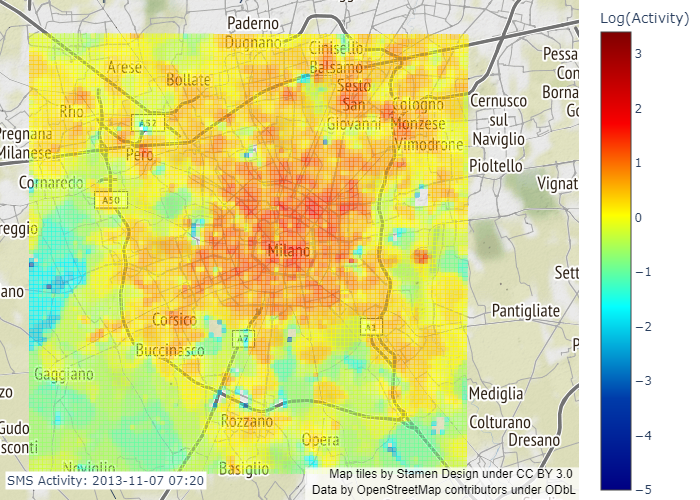 Log(Activity)
Paderno
Dugnano
Cinisello
Balsamo
Arese
Bollate
Sesto
San
Giovanni
Rho
A52
Cologno
Monzese
Pessa
Con
Borna
Go
Cernusco
sul
Naviglio
Pregnana
Milanese
Pero
Vimodrone
Pioltello
Cornaredo
A50
Vignat
reggio
Milano
Sett
ano
Pantigliate
Corsico
A7
A1
Buccinasco
Gaggiano
Mediglia
Rozzano
Colturano
Dresano
Opera
Gudo
sconti
zzo
Noviglio
Basiglio
SMS Activity: 2013-11-07 07:20
Map tiles by Stamen Design under CC BY 3.0
Data by OpenStreetMap contributors under ODbL
3
2
1
0
−1
−2
−3
−4
−5